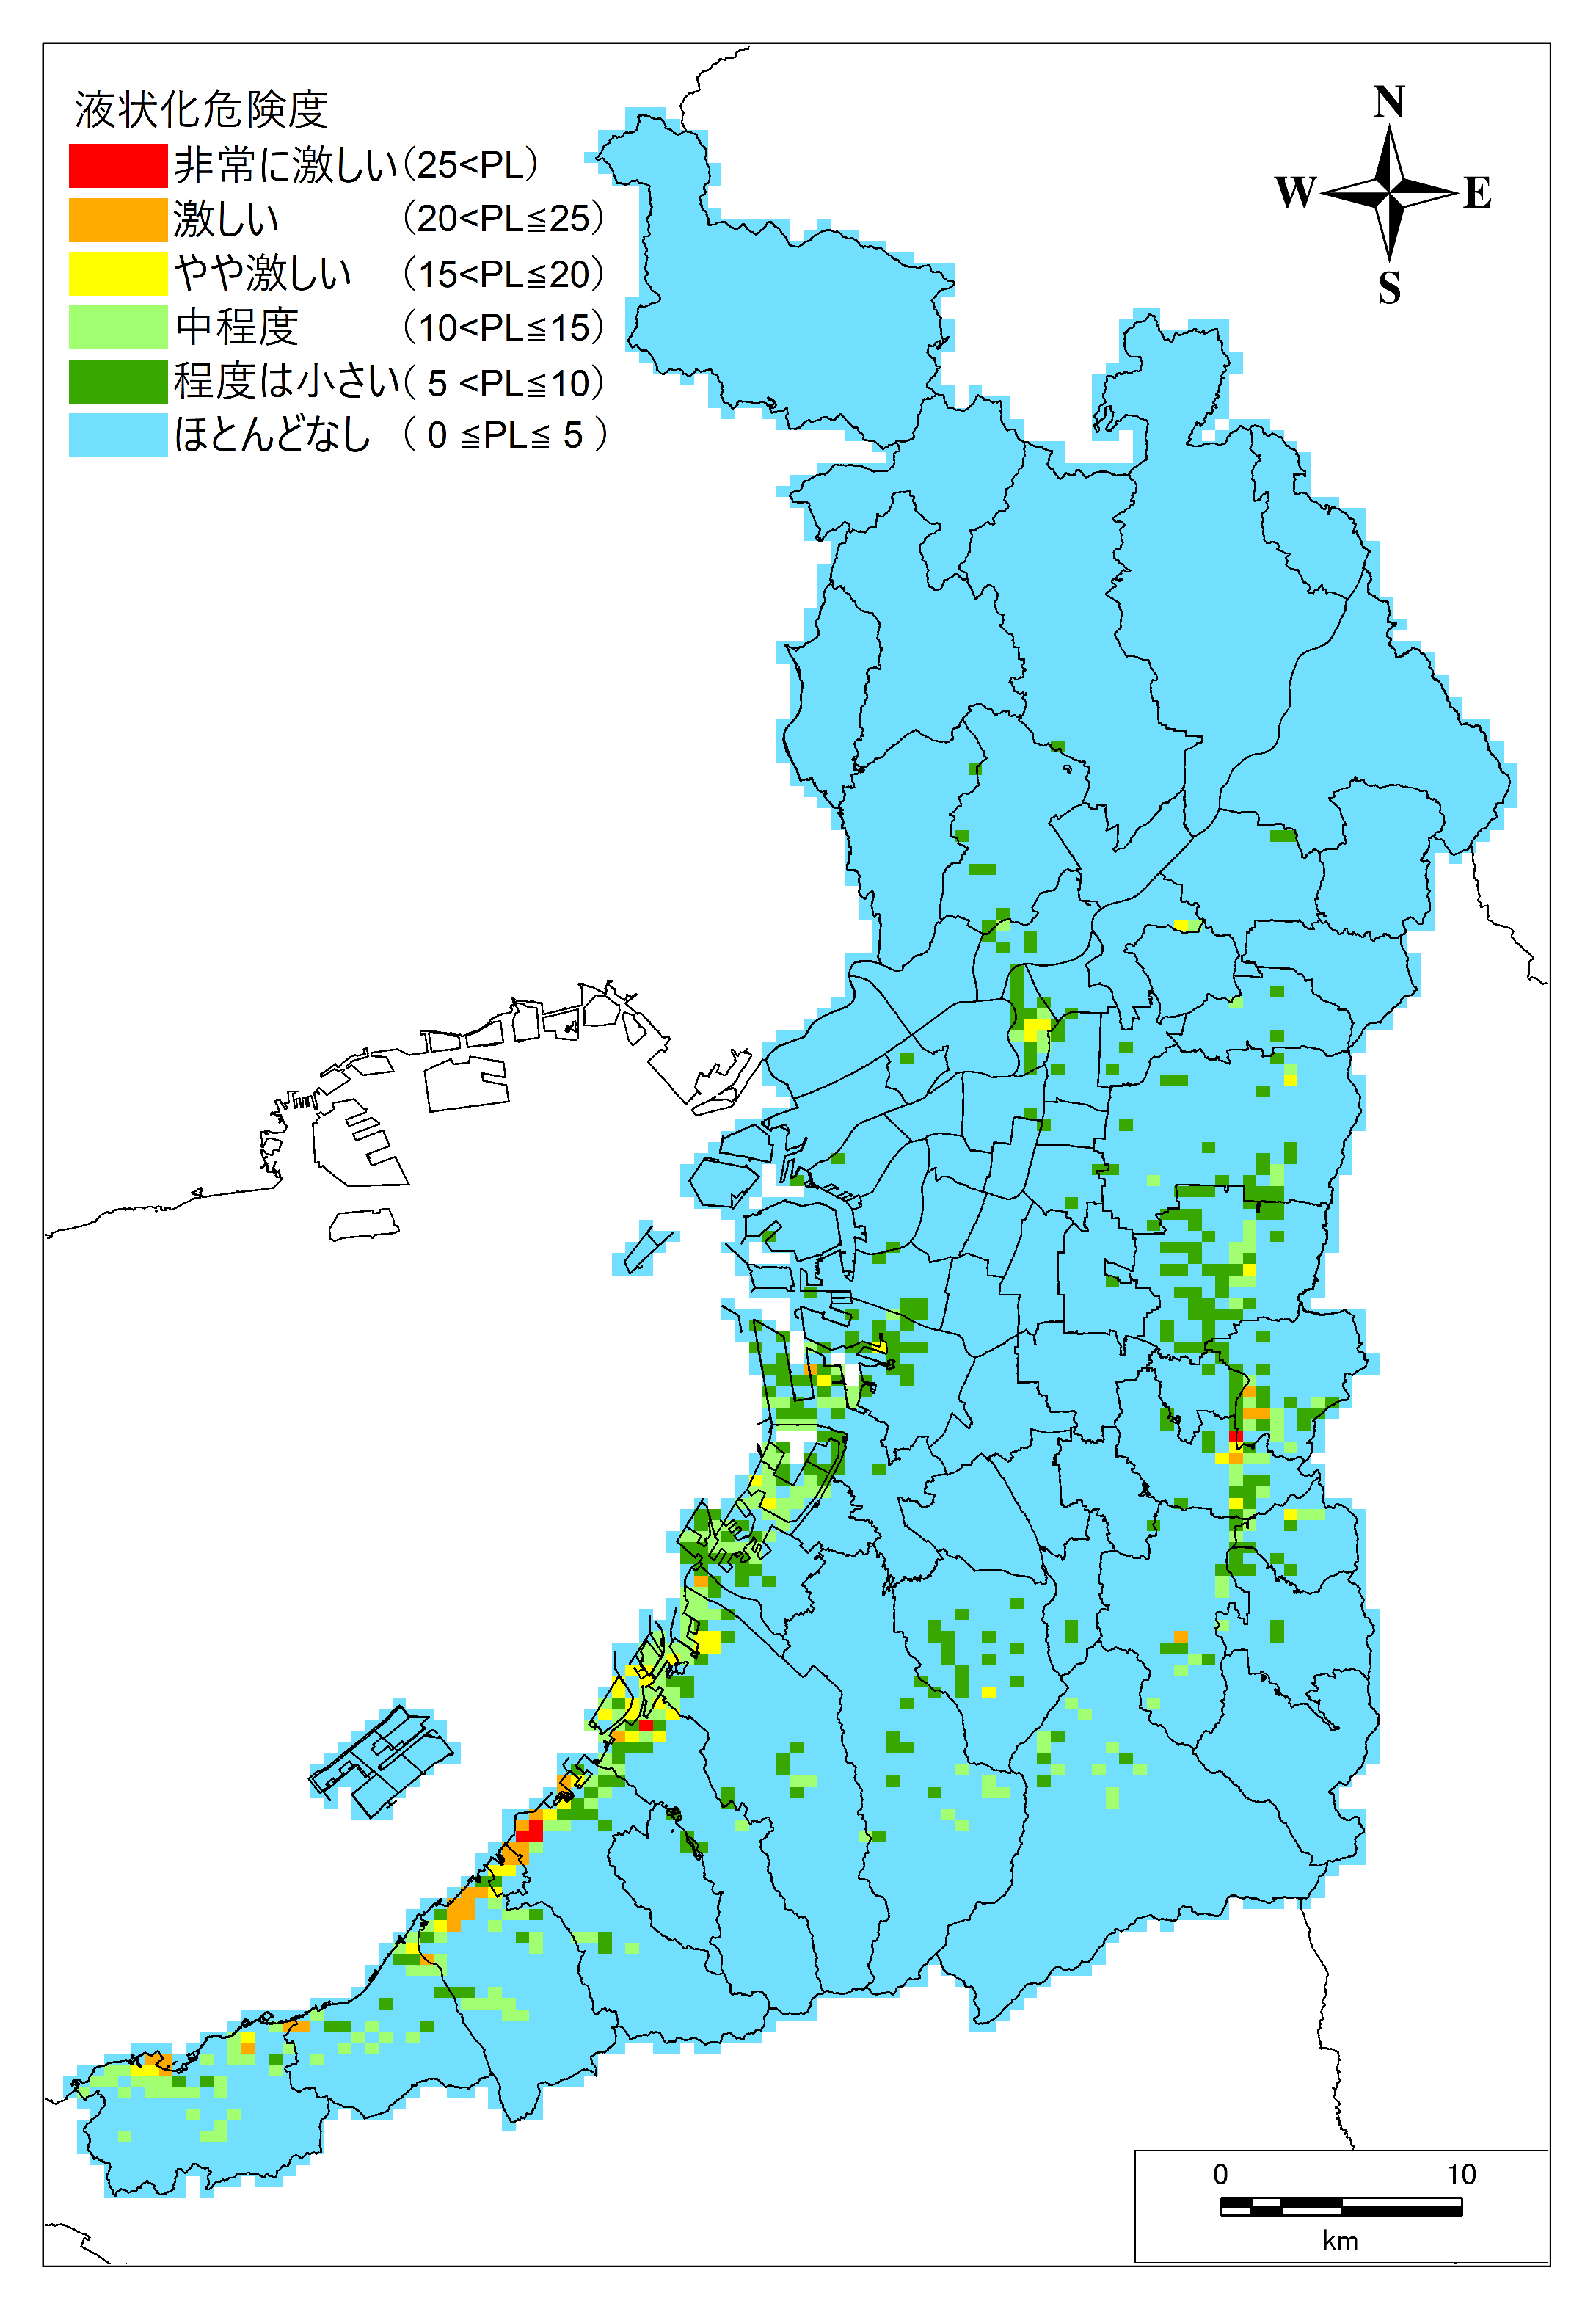 液状化危険度
非常に激しい(25<PL)
激しい (20<PL≦25)
やや激しい (15<PL≦20)
中程度 (10<PL≦15)
程度は小さい( 5 <PL≦10)
ほとんどなし ( 0 ≦PL≦ 5 )
N
W E
S
0 10
km